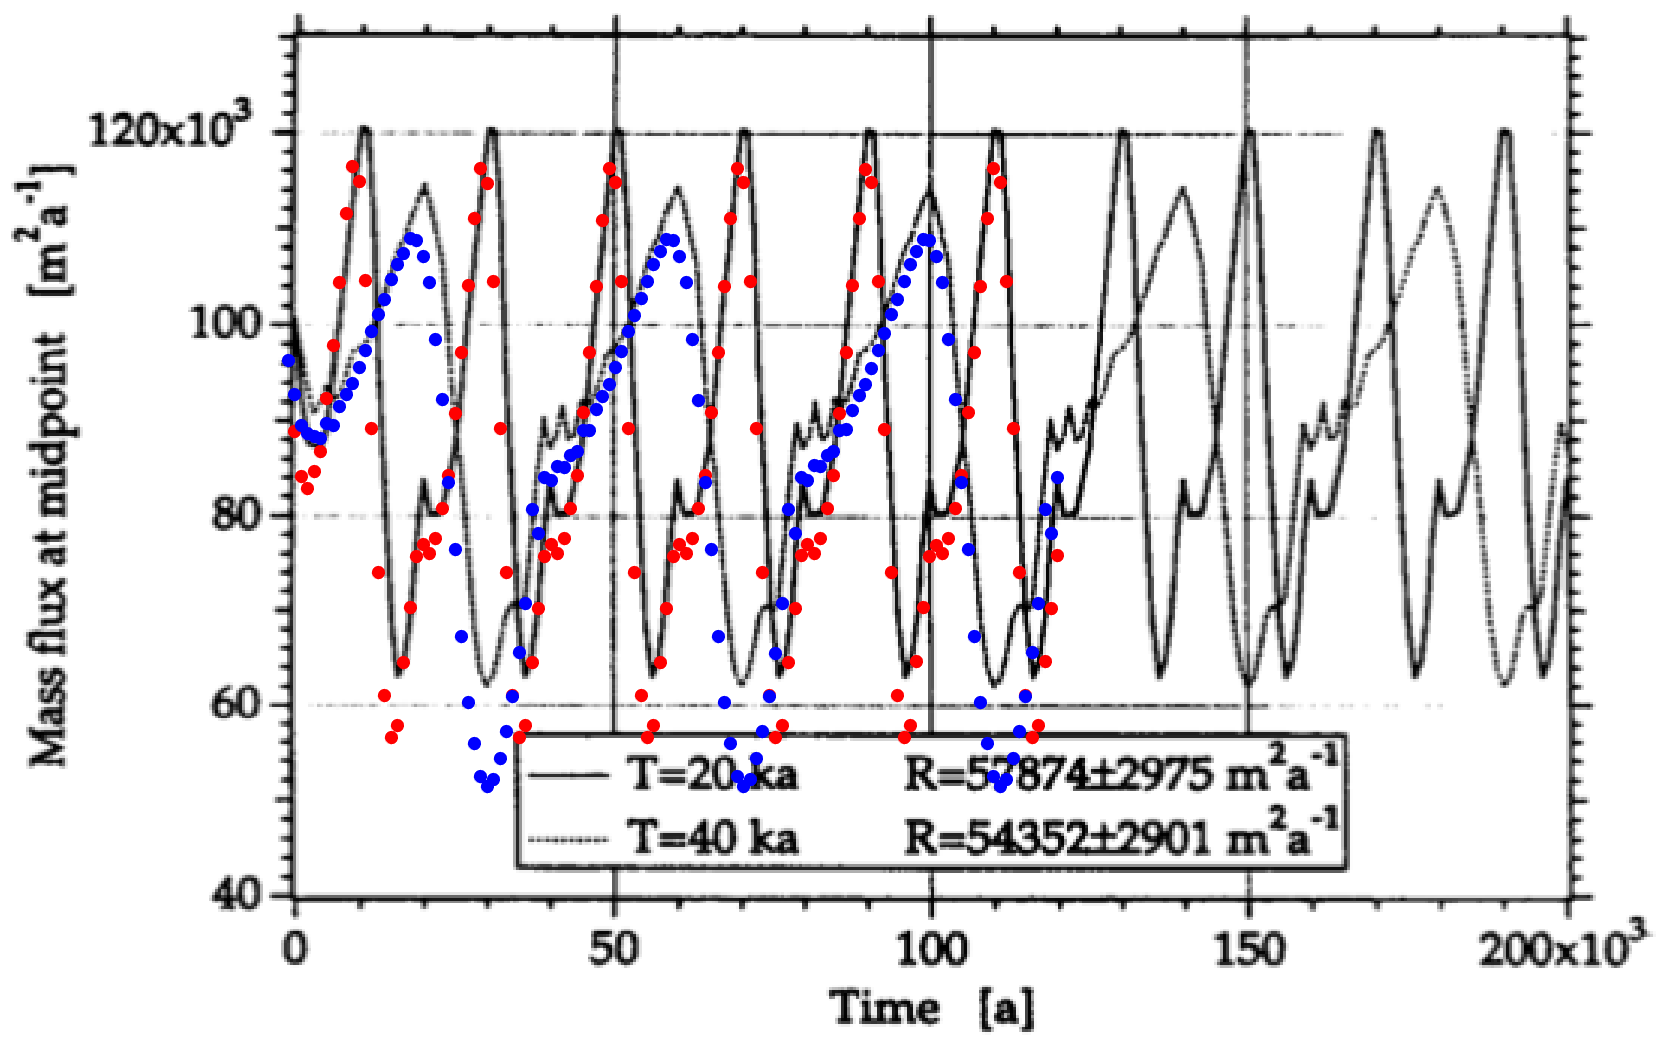 Mass flux at midpoint [m²a⁻¹]
120x10³
100
80
60
40
T=20 ka R=57874±2975 m²a⁻¹
T=40 ka R=54352±2901 m²a⁻¹
0 50 100 150 200x10³
Time [a]